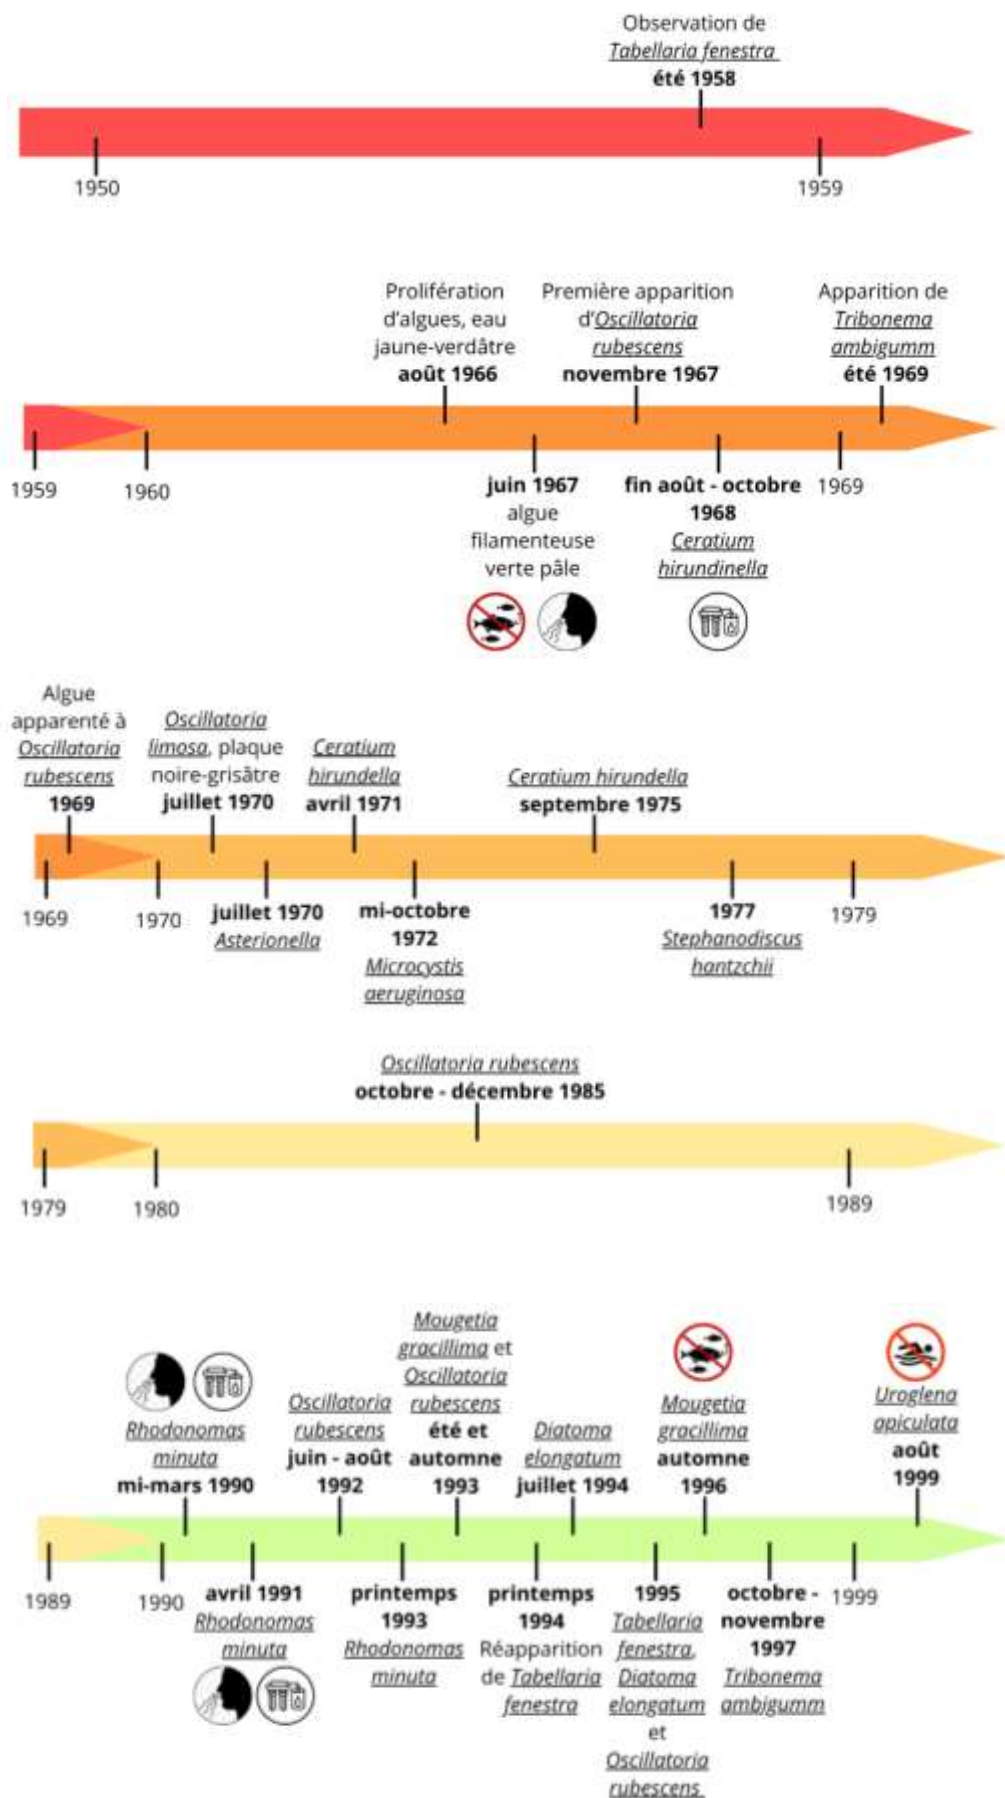 Observation de
Tabellaria fenestra
été 1958
1950
1959
Prolifération
d'algues, eau
jaune-verdâtre
août 1966
Première apparition
d'Oscillatoria
rubescens
novembre 1967
Apparition de
Tribonema
ambigumm
été 1969
1959
1960
juin 1967
algue
filamenteuse
verte pâle
fin août - octobre
1968
Ceratium
hirundinella
1969
Algue
apparenté à
Oscillatoria
rubescens
1969
Oscillatoria
limosa, plaque
noire-grisâtre
juillet 1970
Ceratium
hirundella
avril 1971
Ceratium hirundella
septembre 1975
1969
1970
juillet 1970
Asterionella
mi-octobre
1972
Microcystis
aeruginosa
1977
Stephanodiscus
hantzchii
1979
Oscillatoria rubescens
octobre - décembre 1985
1979
1980
1989
Rhodonomas
minuta
mi-mars 1990
Oscillatoria
rubescens
juin - août
1992
Mougetia
gracillima et
Oscillatoria
rubescens
été et
automne
1993
Diatoma
elongatum
juillet 1994
Mougetia
gracillima
automne
1996
Uroglena
apiculata
août
1999
1989
1990
avril 1991
Rhodonomas
minuta
printemps
1993
Rhodonomas
minuta
printemps
1994
Réapparition
de Tabellaria
fenestra
1995
Tabellaria
fenestra,
Diatoma
elongatum
et
Oscillatoria
rubescens
octobre -
novembre
1997
Tribonema
ambigumm
1999